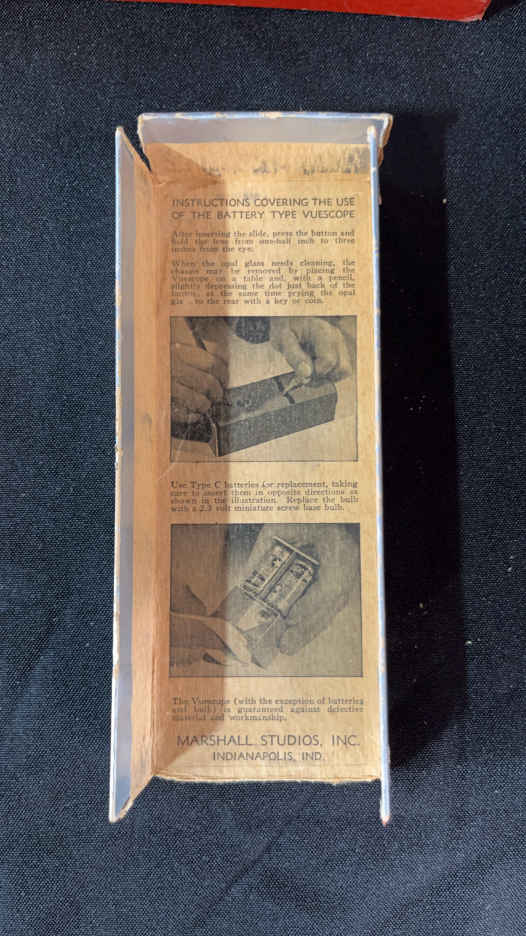 INSTRUCTIONS COVERING THE USE
OF THE BATTERY TYPE VUESCOPE
After inserting the slide, press the button and
hold the lens from one-half inch to three
inches from the eye.
When the opal glass needs cleaning, the
chassis may be removed by placing the
Vuescope on a table and, with a pencil,
slightly depressing the dot just back of the
button, at the same time prying the opal
to the rear with a key or coin.
Use Type C batteries for replacement, taking
care to insert them in opposite directions as
shown in the illustration. Replace the bulb
with a 2.3 volt miniature screw base bulb.
The Vuescope (with the exception of batteries
and bulb) is guaranteed against defective
material and workmanship.
MARSHALL STUDIOS, INC.
INDIANAPOLIS, IND.